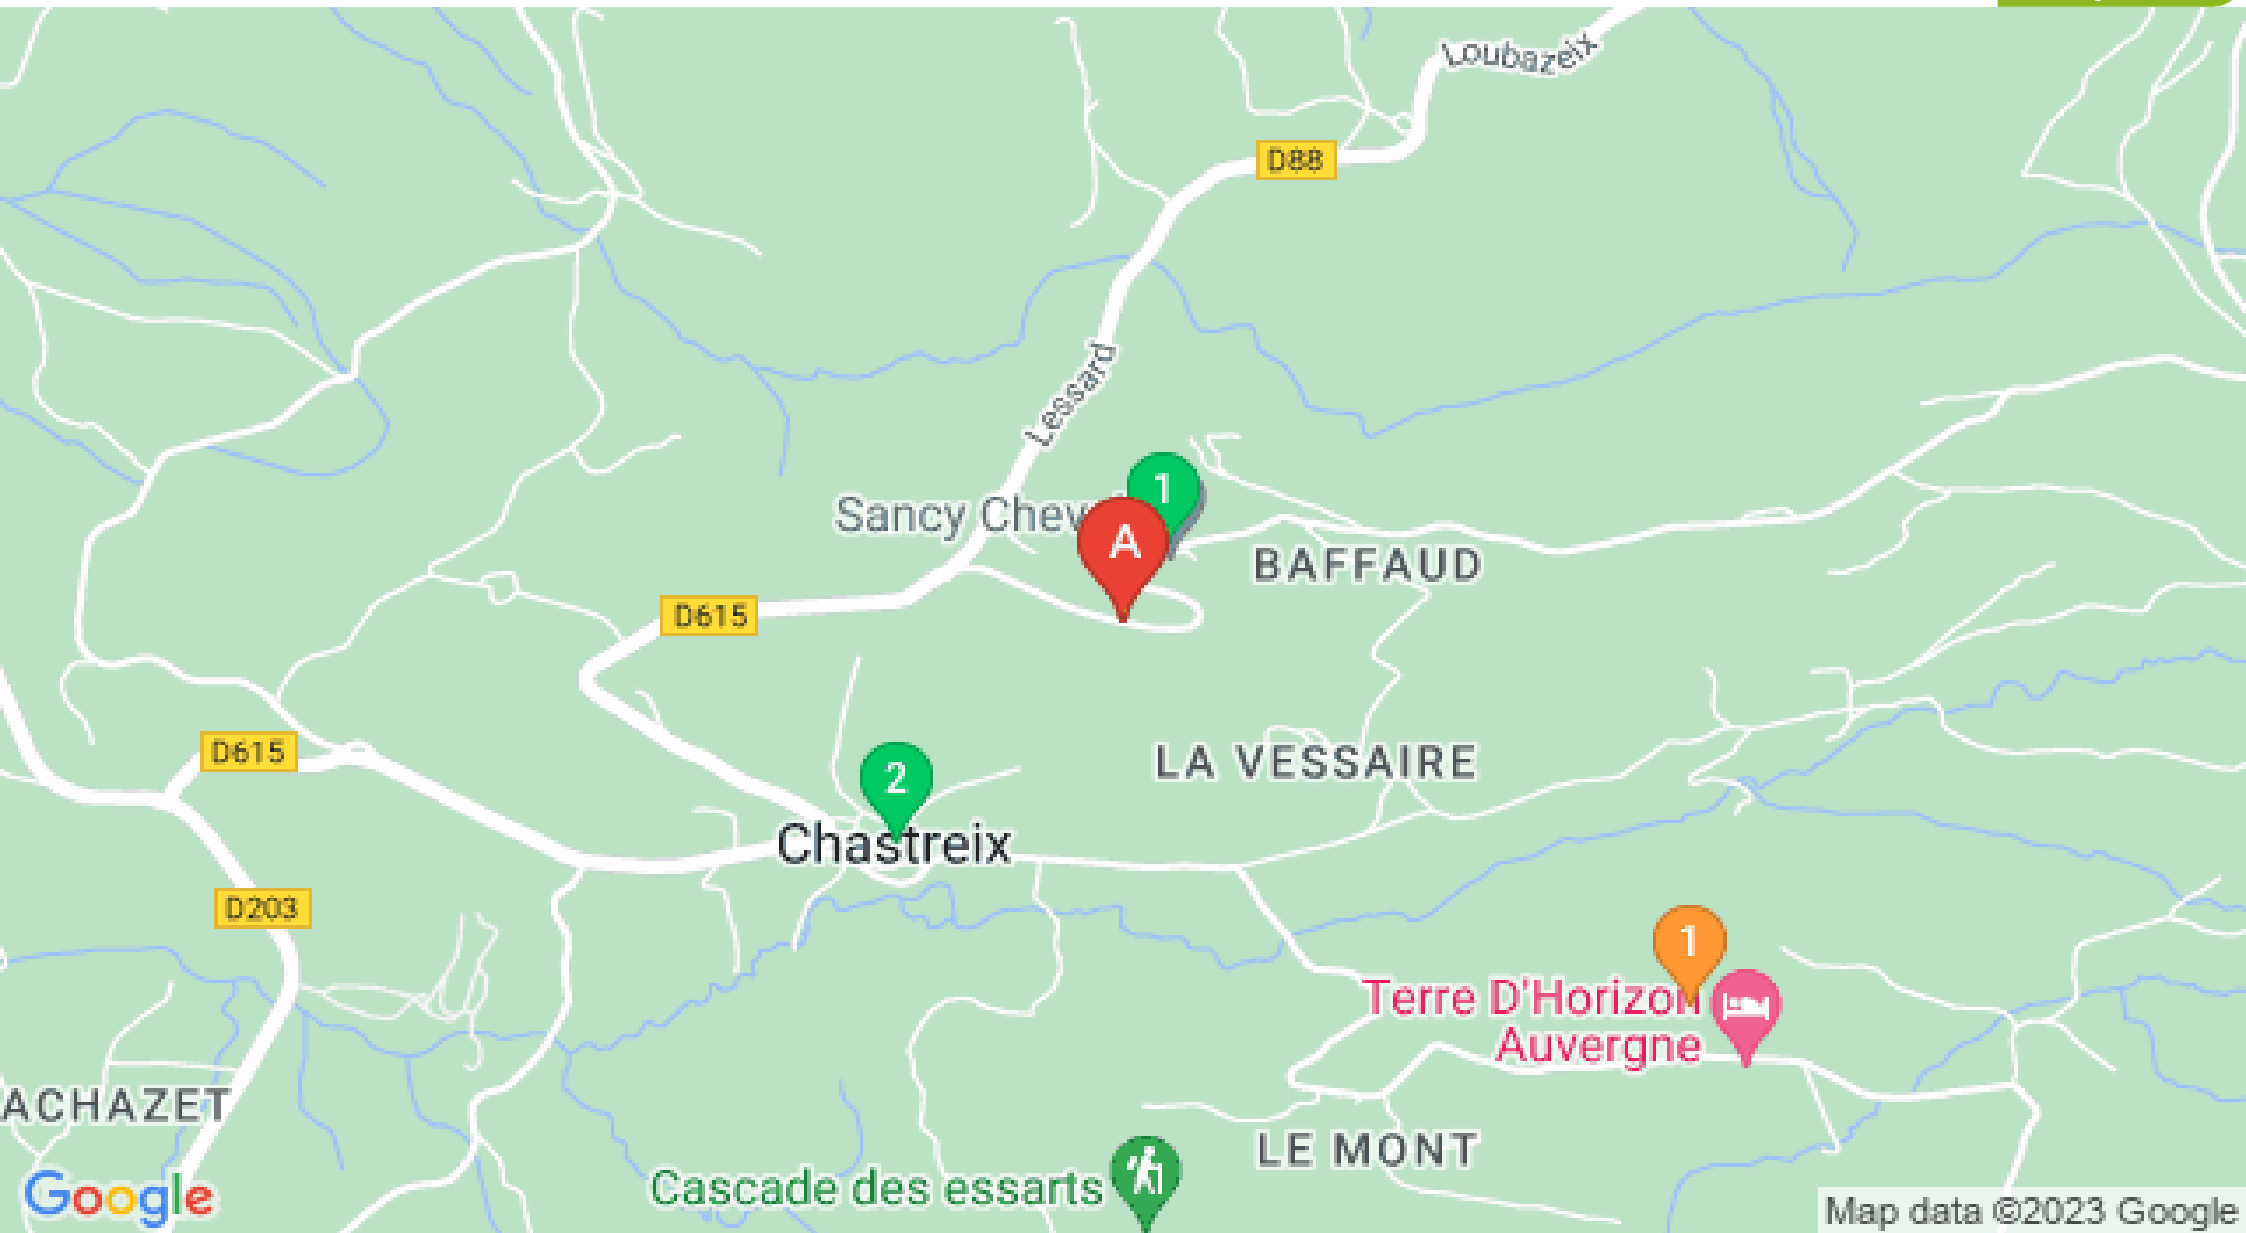 Loubazeix
D88
Lessard
1
Sancy Chev
A
BAFFAUD
D615
D615
LA VESSAIRE
2
Chastreix
D203
1
Terre D'Horizon
Auvergne
ACHAZET
LE MONT
Cascade des essarts
Google
Map data ©2023 Google